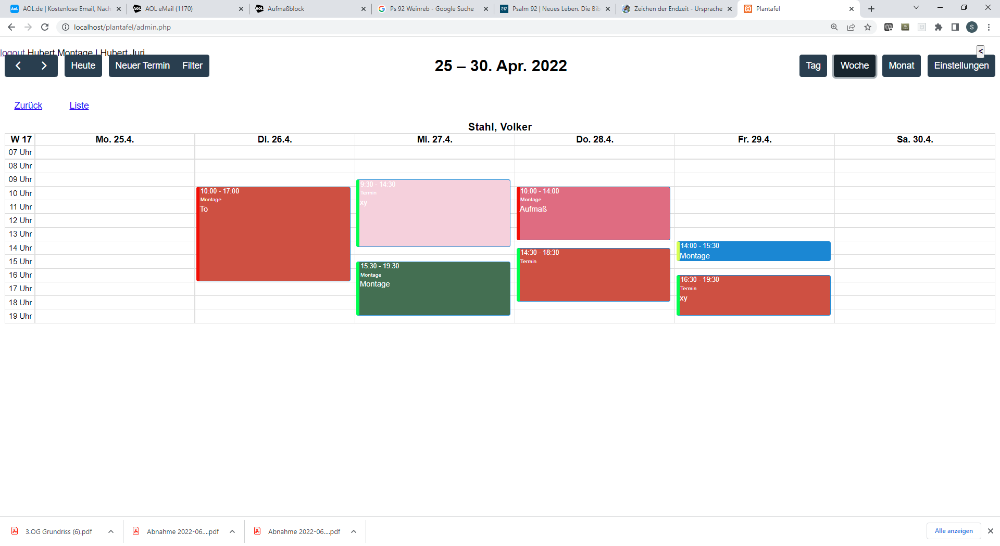 AOL.de | Kostenlose Email, Nach
AOL eMail (1170)
Aufmaßblock
Ps 92 Weinreb - Google Suche
Psalm 92 | Neues Leben. Die Bib
Zeichen der Endzeit - Ursprache
Plantafel
localhost/plantafel/admin.php
S
logout Hubert Montage | Hubert Juri
<
Heute
Neuer Termin
Filter
25 – 30. Apr. 2022
Tag
Woche
Monat
Einstellungen
Zurück
Liste
Stahl, Volker
W 17
Mo. 25.4.
Di. 26.4.
Mi. 27.4.
Do. 28.4.
Fr. 29.4.
Sa. 30.4.
07 Uhr
08 Uhr
09 Uhr
10 Uhr
11 Uhr
12 Uhr
13 Uhr
14 Uhr
15 Uhr
16 Uhr
17 Uhr
18 Uhr
19 Uhr
10:00 - 17:00
Montage
To
9:30 - 14:30
Termin
xy
15:30 - 19:30
Montage
Montage
10:00 - 14:00
Montage
Aufmaß
14:30 - 18:30
Termin
14:00 - 15:30
Montage
16:30 - 19:30
Termin
xy
3.OG Grundriss (6).pdf
Abnahme 2022-06....pdf
Abnahme 2022-06....pdf
Alle anzeigen